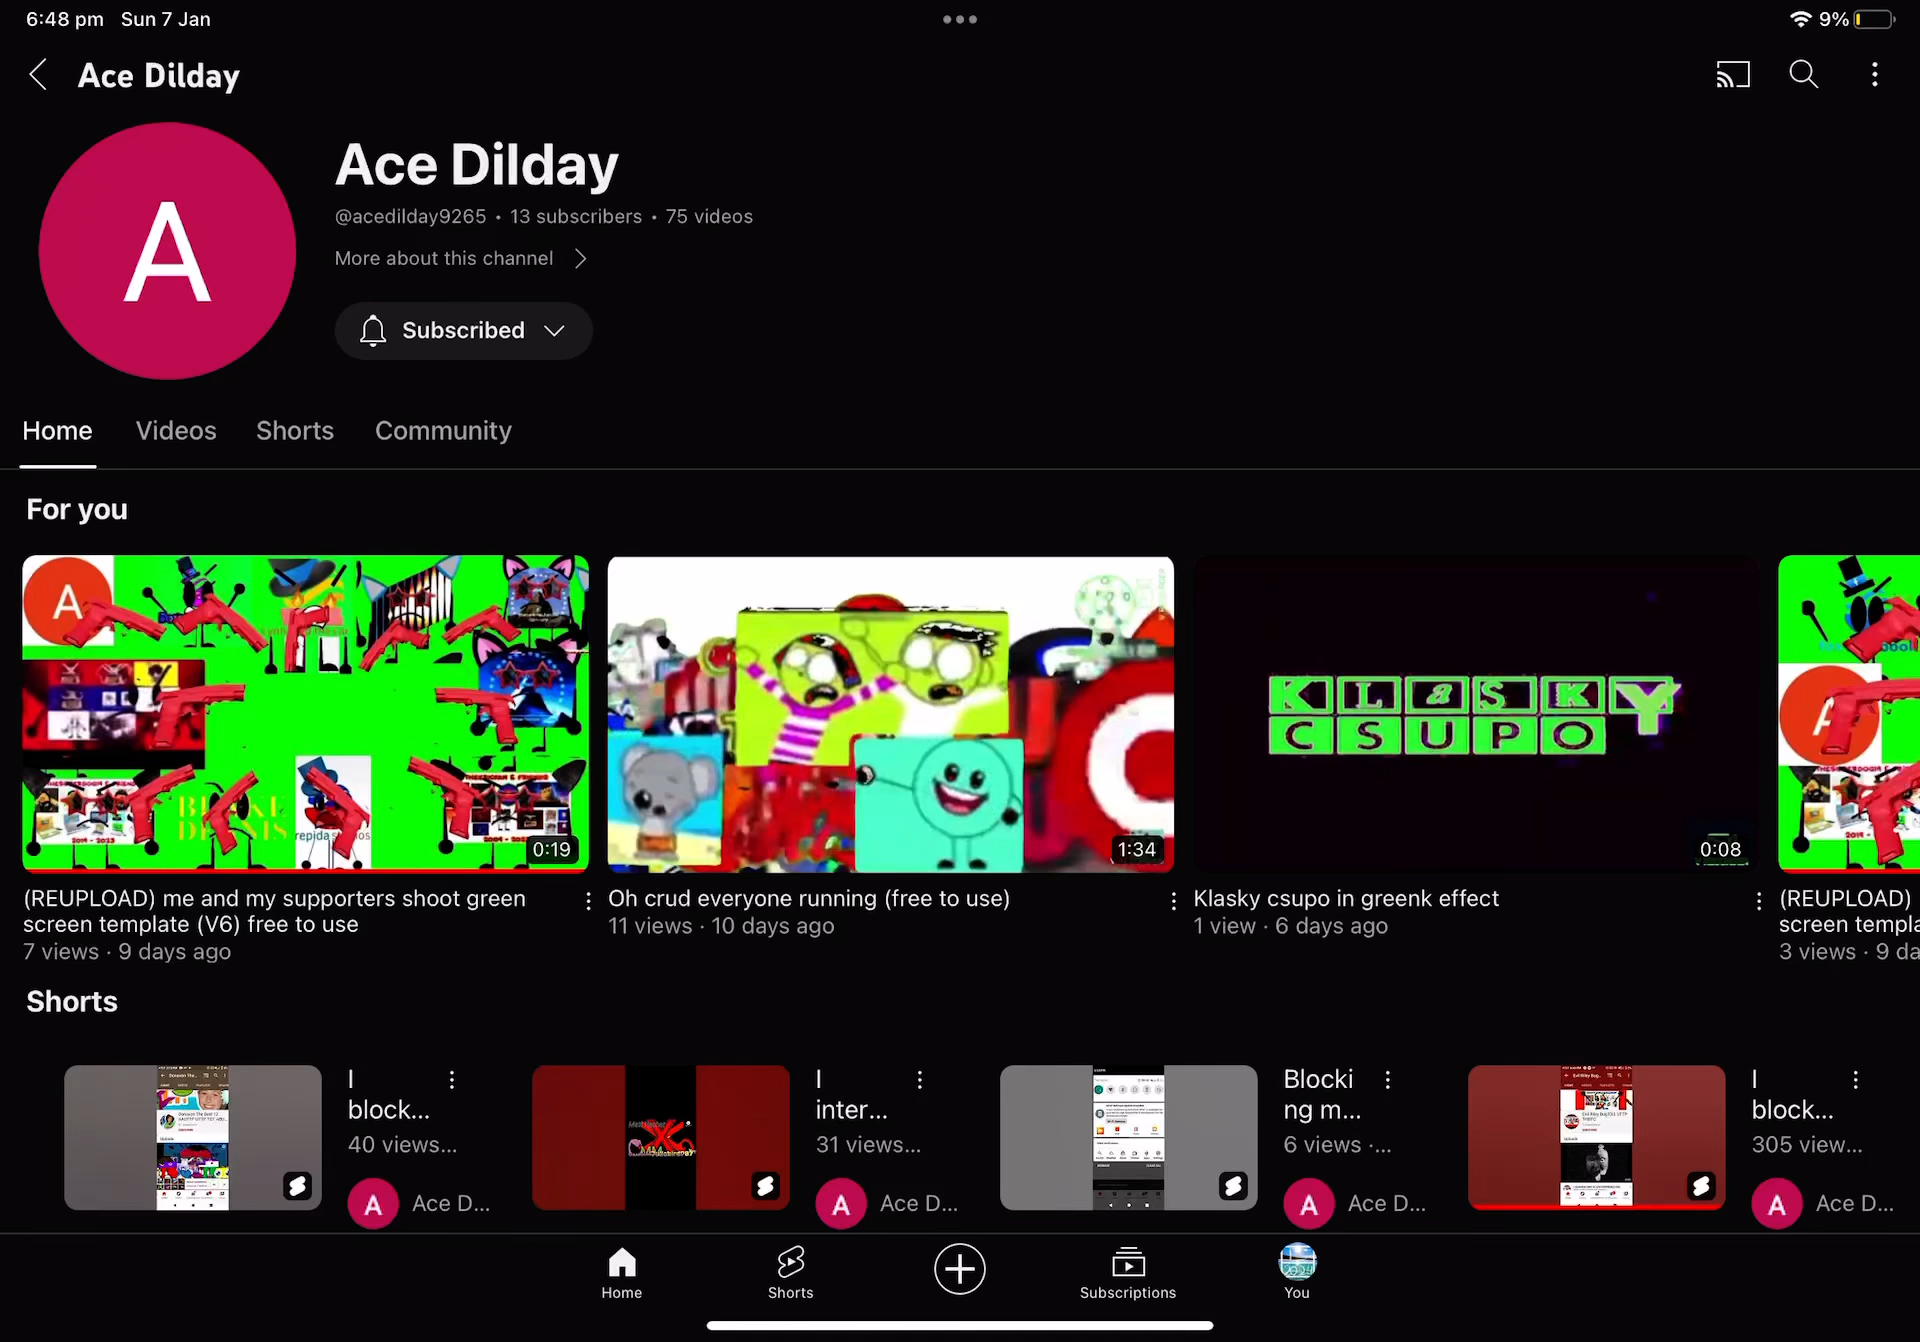 6:48 pm Sun 7 Jan
9%
Ace Dilday
A
Ace Dilday
@acedilday9265 • 13 subscribers • 75 videos
More about this channel
Subscribed
Home Videos Shorts Community
For you
A
0:19
1:34
KLaSKY
CSUPO
0:08
(REUPLOAD) me and my supporters shoot green
screen template (V6) free to use
7 views · 9 days ago
Oh crud everyone running (free to use)
11 views · 10 days ago
Klasky csupo in greenk effect
1 view · 6 days ago
(REUPLOAD)
screen templa
3 views · 9 da
Shorts
I
block...
40 views...
A Ace D...
I
inter...
31 views...
A Ace D...
Blocki
ng m...
6 views ·...
A Ace D...
I
block...
305 view...
A Ace D...
Home
Shorts
Subscriptions
You